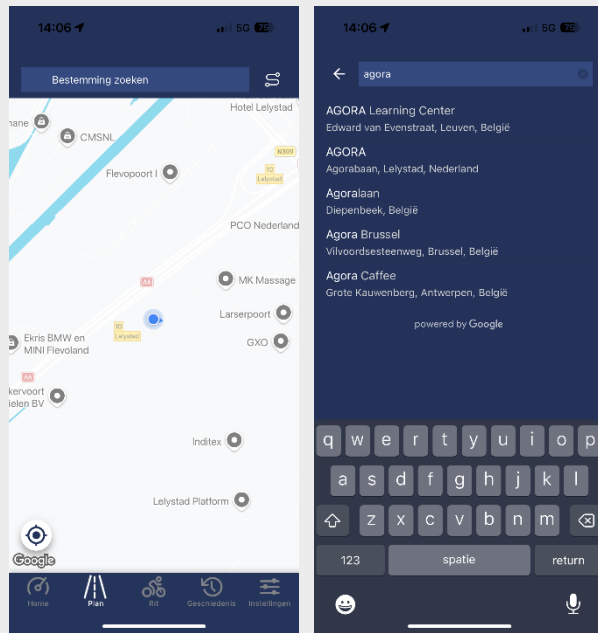 14:06
5G 75
Bestemming zoeken
Hotel Lelystad
CMSNL
N309
Flevopoort I
10
Lelystad
PCO Nederland
A6
MK Massage
Larserpoort
10
Lelystad
GXO
Ekris BMW en
MINI Flevoland
A6
Inditex
Lelystad Platform
Google
Home
Plan
Rit
Geschiedenis
Instellingen
14:06
5G 75
agora
AGORA Learning Center
Edward van Evenstraat, Leuven, België
AGORA
Agorabaan, Lelystad, Nederland
Agoralaan
Diepenbeek, België
Agora Brussel
Vilvoordsesteenweg, Brussel, België
Agora Caffee
Grote Kauwenberg, Antwerpen, België
powered by Google
q w e r t y u i o p
a s d f g h j k l
z x c v b n m
123 spatie return